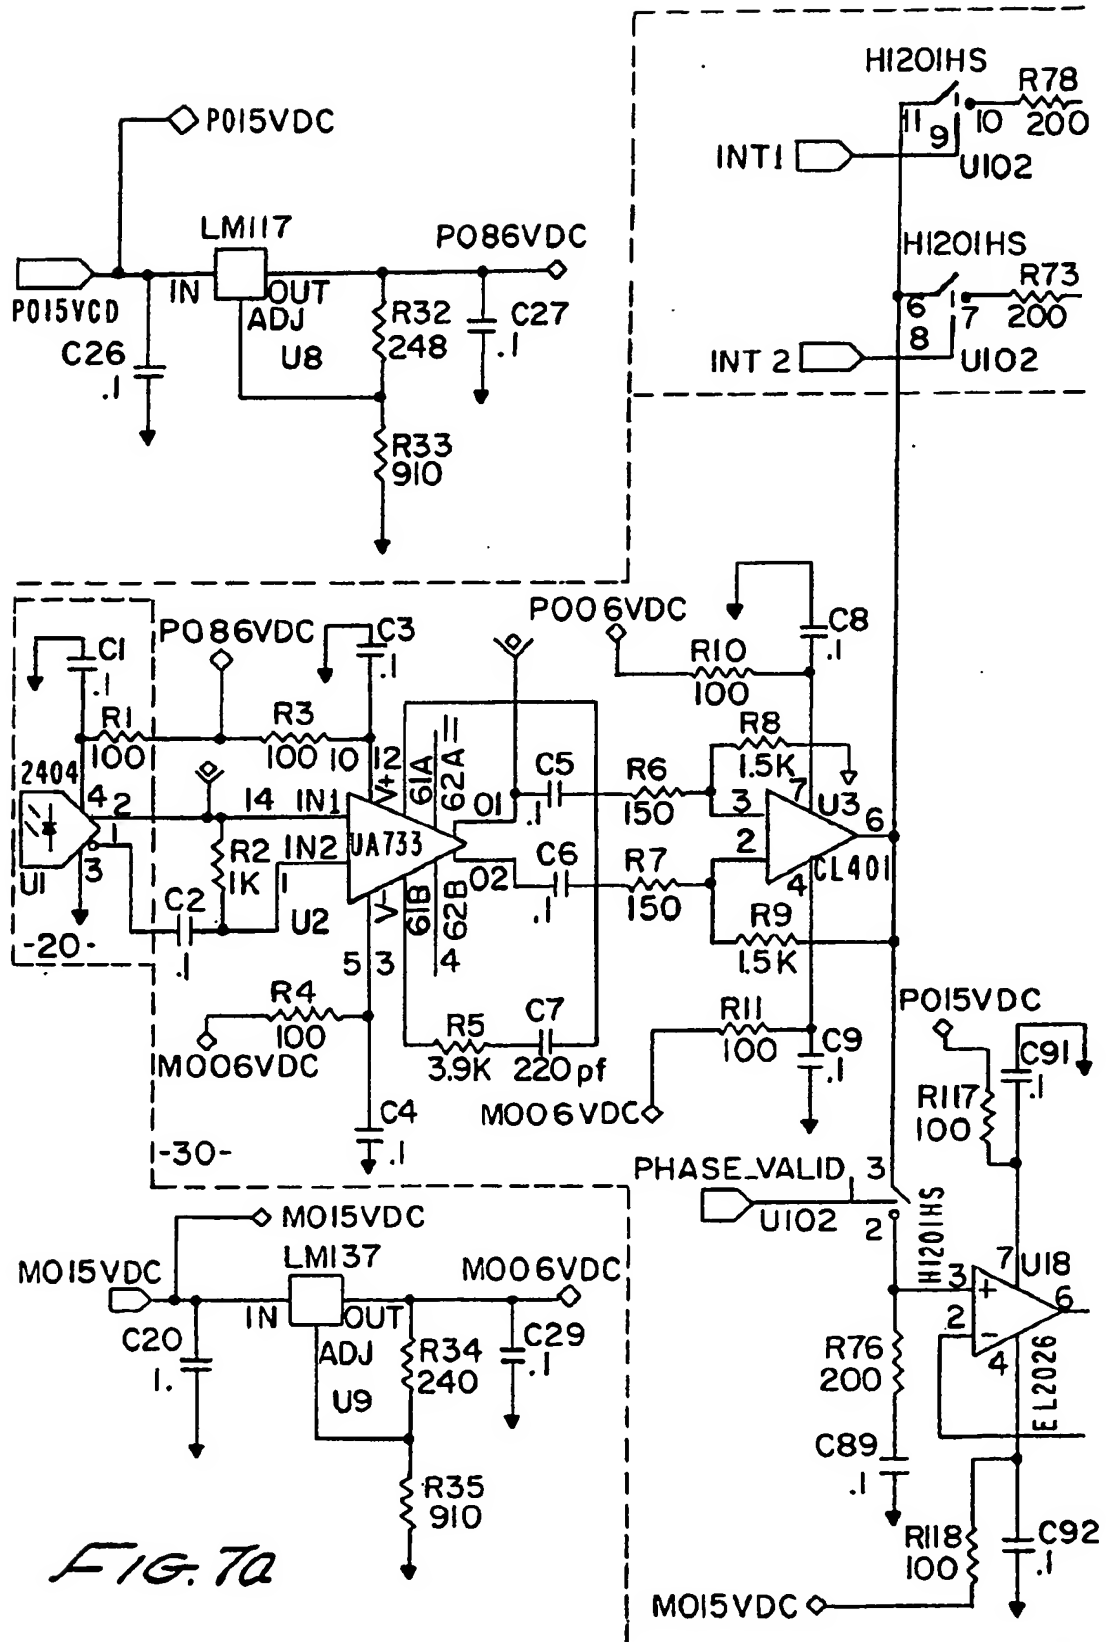 H1201HS
R78
200
11
10
9
INT1
U102
P015VDC
LM117
P086VDC
H1201HS
R73
200
IN
OUT
P015VCD
ADJ
R32
248
C27
.1
6
7
8
C26
.1
U8
INT 2
U102
R33
910
P006VDC
C8
.1
P086VDC
C3
.1
C1
.1
R10
100
R1
100
R3
100
10
12
61A
62A
11
R8
1.5K
2404
4
2
V+
01
C5
.1
R6
150
7
U3
14
IN1
3
6
1
UA733
2
R2
1K
IN2
02
C6
.1
R7
150
CL401
U1
3
1
4
C2
.1
U2
V-
61B
62B
R9
1.5K
-20-
5
3
4
P015VDC
R4
100
C7
220pf
R11
100
R5
3.9K
C9
.1
C91
.1
M006VDC
R117
100
M006VDC
C4
.1
-30-
PHASE_VALID
1
3
U102
2
H1201HS
M015VDC
LM137
M006VDC
7
U18
M015VDC
3
+
6
IN
OUT
2
-
C20
1.
ADJ
R34
240
C29
.1
R76
200
4
EL2026
U9
C89
.1
R35
910
R118
100
C92
.1
FIG. 7a
M015VDC